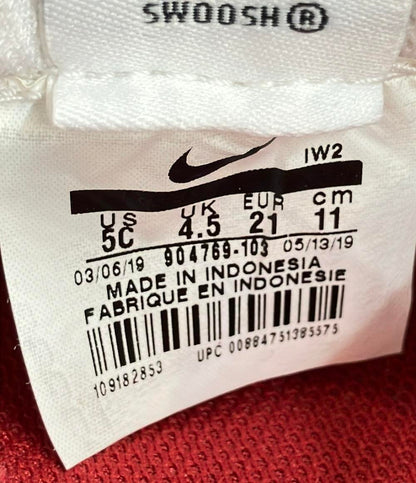 SWOOSH®
IW2
US UK EUR cm
5C 4.5 21 11
03/06/19 904769-103 05/13/19
MADE IN INDONESIA
FABRIQUE EN INDONESIE
109182853 UPC 00884751385575